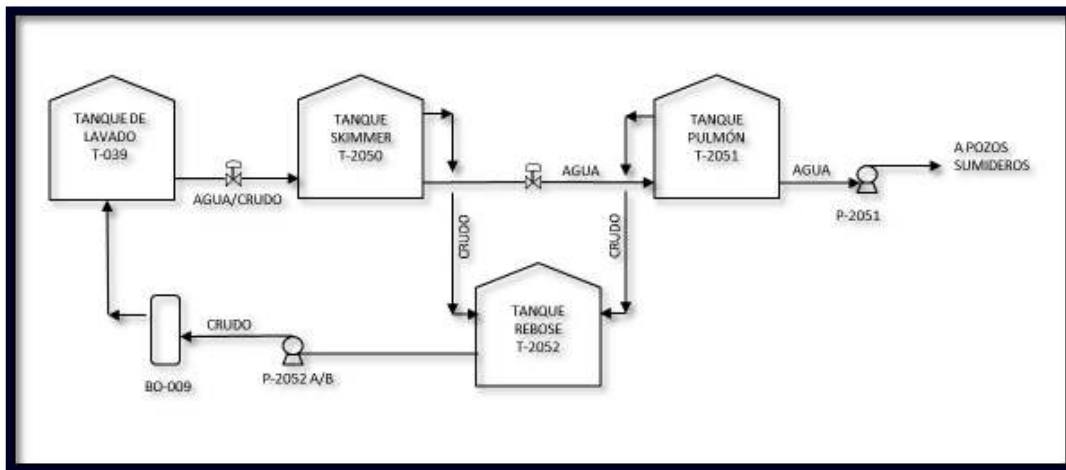 TANQUE DE
LAVADO
T-039
TANQUE
SKIMMER
T-2050
TANQUE
PULMÓN
T-2051
A POZOS
SUMIDEROS
AGUA/CRUDO
AGUA
AGUA
P-2051
CRUDO
CRUDO
TANQUE
REBOSE
T-2052
CRUDO
BO-009
P-2052 A/B